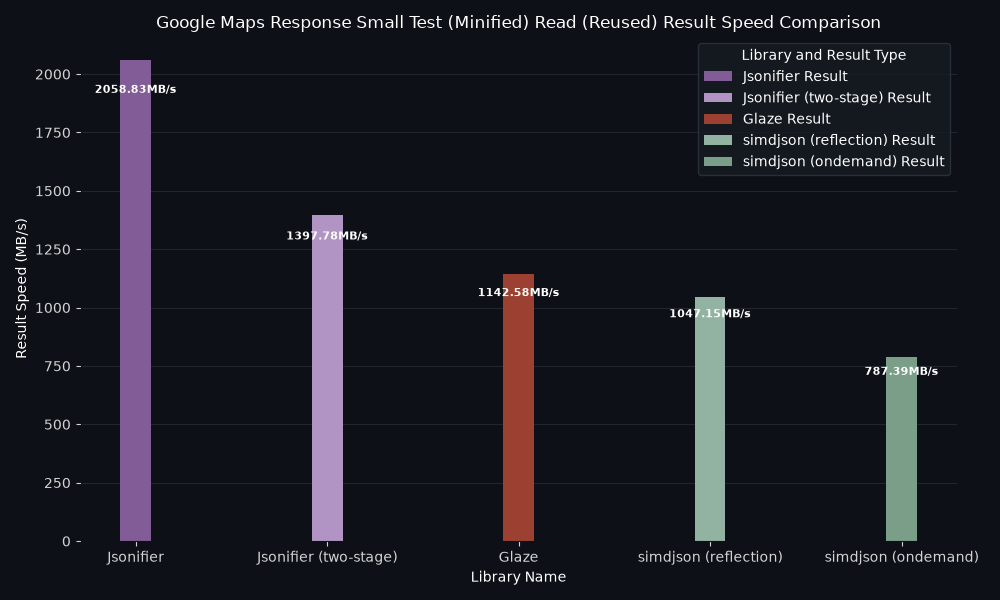 Google Maps Response Small Test (Minified) Read (Reused) Result Speed Comparison
Library and Result Type
Jsonifier Result
Jsonifier (two-stage) Result
Glaze Result
simdjson (reflection) Result
simdjson (ondemand) Result
Result Speed (MB/s)
2000
1750
1500
1250
1000
750
500
250
0
2058.83MB/s
1397.78MB/s
1142.58MB/s
1047.15MB/s
787.39MB/s
Jsonifier
Jsonifier (two-stage)
Glaze
simdjson (reflection)
simdjson (ondemand)
Library Name